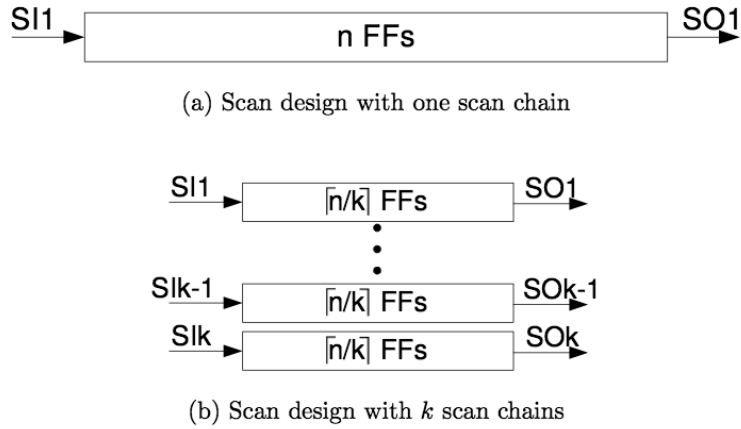 SI1 n FFs SO1
(a) Scan design with one scan chain
SI1 ⌈n/k⌉ FFs SO1
SIk-1 ⌈n/k⌉ FFs SOk-1
SIk ⌈n/k⌉ FFs SOk
(b) Scan design with k scan chains